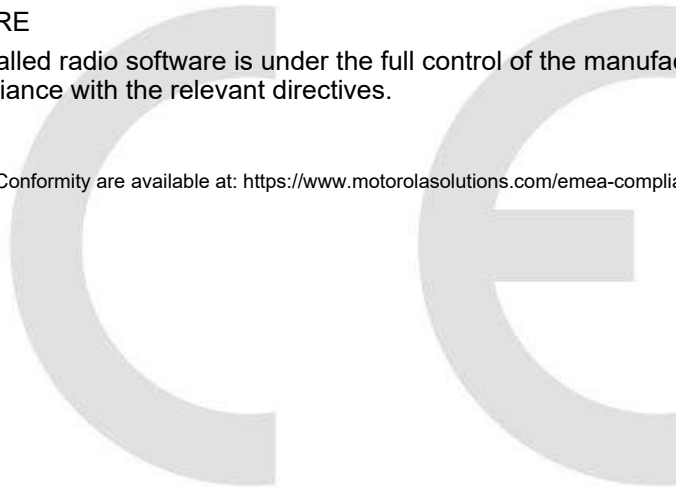 RE
alled radio software is under the full control of the manufac
iance with the relevant directives.
Conformity are available at: https://www.motorolasolutions.com/emea-complia
CE